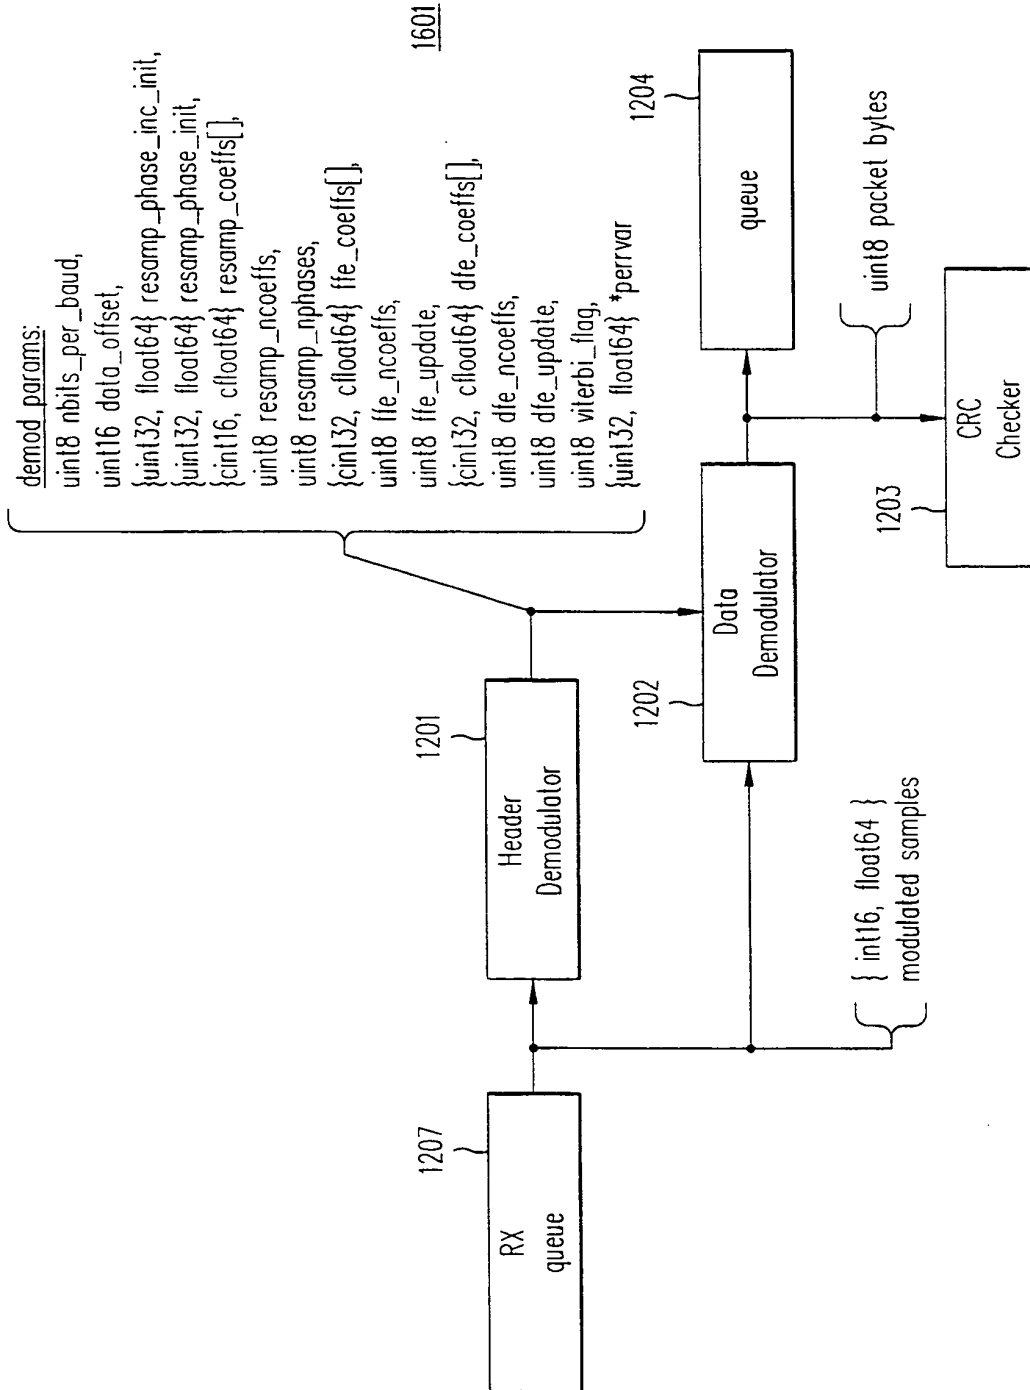 1601
demod params:
uint8 nbits_per_baud,
uint16 data_offset,
{uint32, float64} resamp_phase_inc_init,
{uint32, float64} resamp_phase_init,
{cint16, cfloat64} resamp_coeffs[],
uint8 resamp_ncoeffs,
uint8 resamp_nphases,
{cint32, cfloat64} ffe_coeffs[],
uint8 ffe_ncoeffs,
uint8 ffe_update,
{cint32, cfloat64} dfe_coeffs[],
uint8 dfe_ncoeffs,
uint8 dfe_update,
uint8 viterbi_flag,
{uint32, float64} *perrvar
1207
RX
queue
1201
Header
Demodulator
1202
Data
Demodulator
1204
queue
{ int16, float64 }
modulated samples
uint8 packet bytes
1203
CRC
Checker